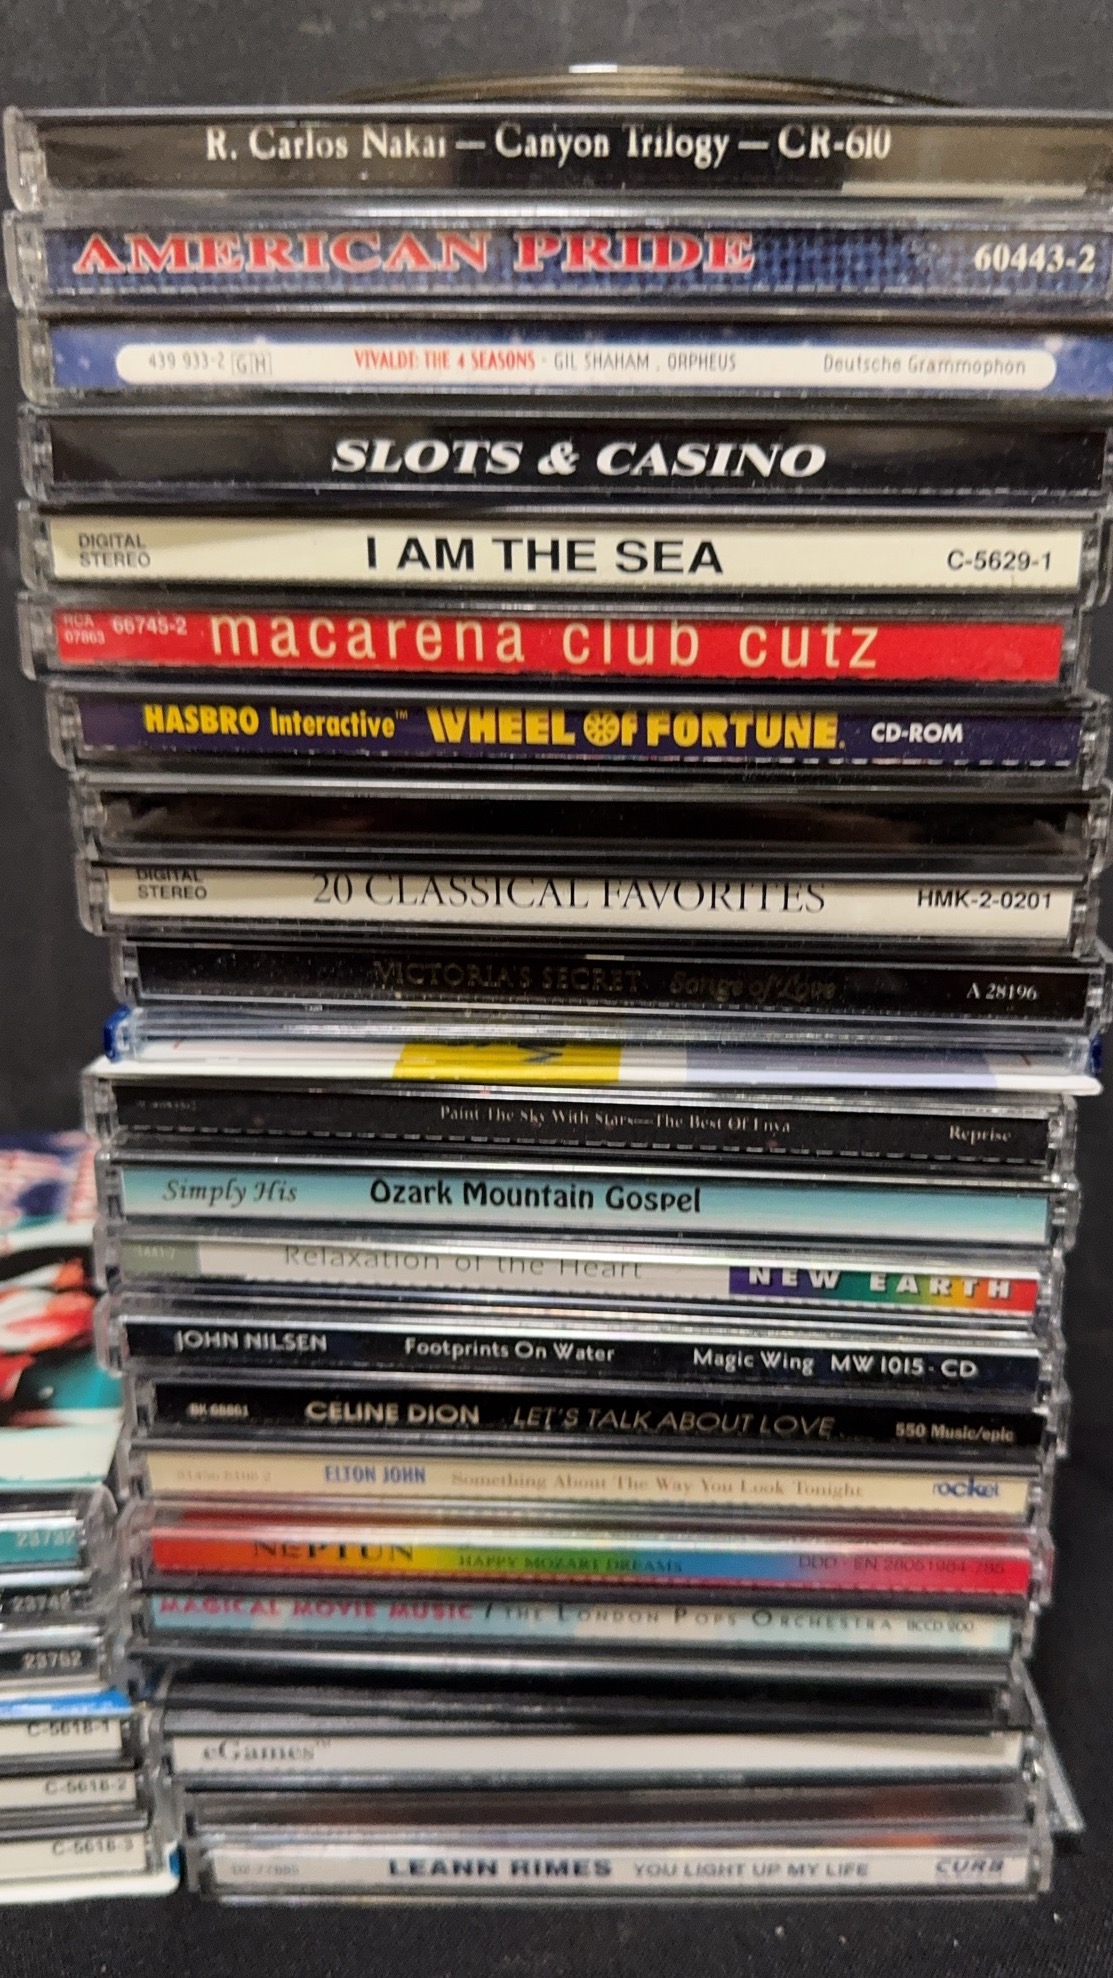 R. Carlos Nakai — Canyon Trilogy — CR-610
AMERICAN PRIDE 60443-2
439 933-2 GH VIVALDI: THE 4 SEASONS · GIL SHAHAM , ORPHEUS Deutsche Grammophon
SLOTS & CASINO
DIGITAL STEREO I AM THE SEA C-5629-1
RCA 07863 66745-2 macarena club cutz
HASBRO Interactive™ WHEEL OF FORTUNE. CD-ROM
DIGITAL STEREO 20 CLASSICAL FAVORITES HMK-2-0201
VICTORIA'S SECRET Songs of Love A 28196
Paint The Sky With Stars—The Best Of Enya Reprise
Simply His Ozark Mountain Gospel
Relaxation of the Heart NEW EARTH
JOHN NILSEN Footprints On Water Magic Wing MW 1015 - CD
CELINE DION LET'S TALK ABOUT LOVE 550 Music/epic
ELTON JOHN Something About The Way You Look Tonight rocket
NEPTUN HAPPY MOZART DREAMS DDD
MAGICAL MOVIE MUSIC / THE LONDON POPS ORCHESTRA BCCD 200
eGames™
LEANN RIMES YOU LIGHT UP MY LIFE CURB
23752
C-5618-1
C-5618-2
C-5618-3